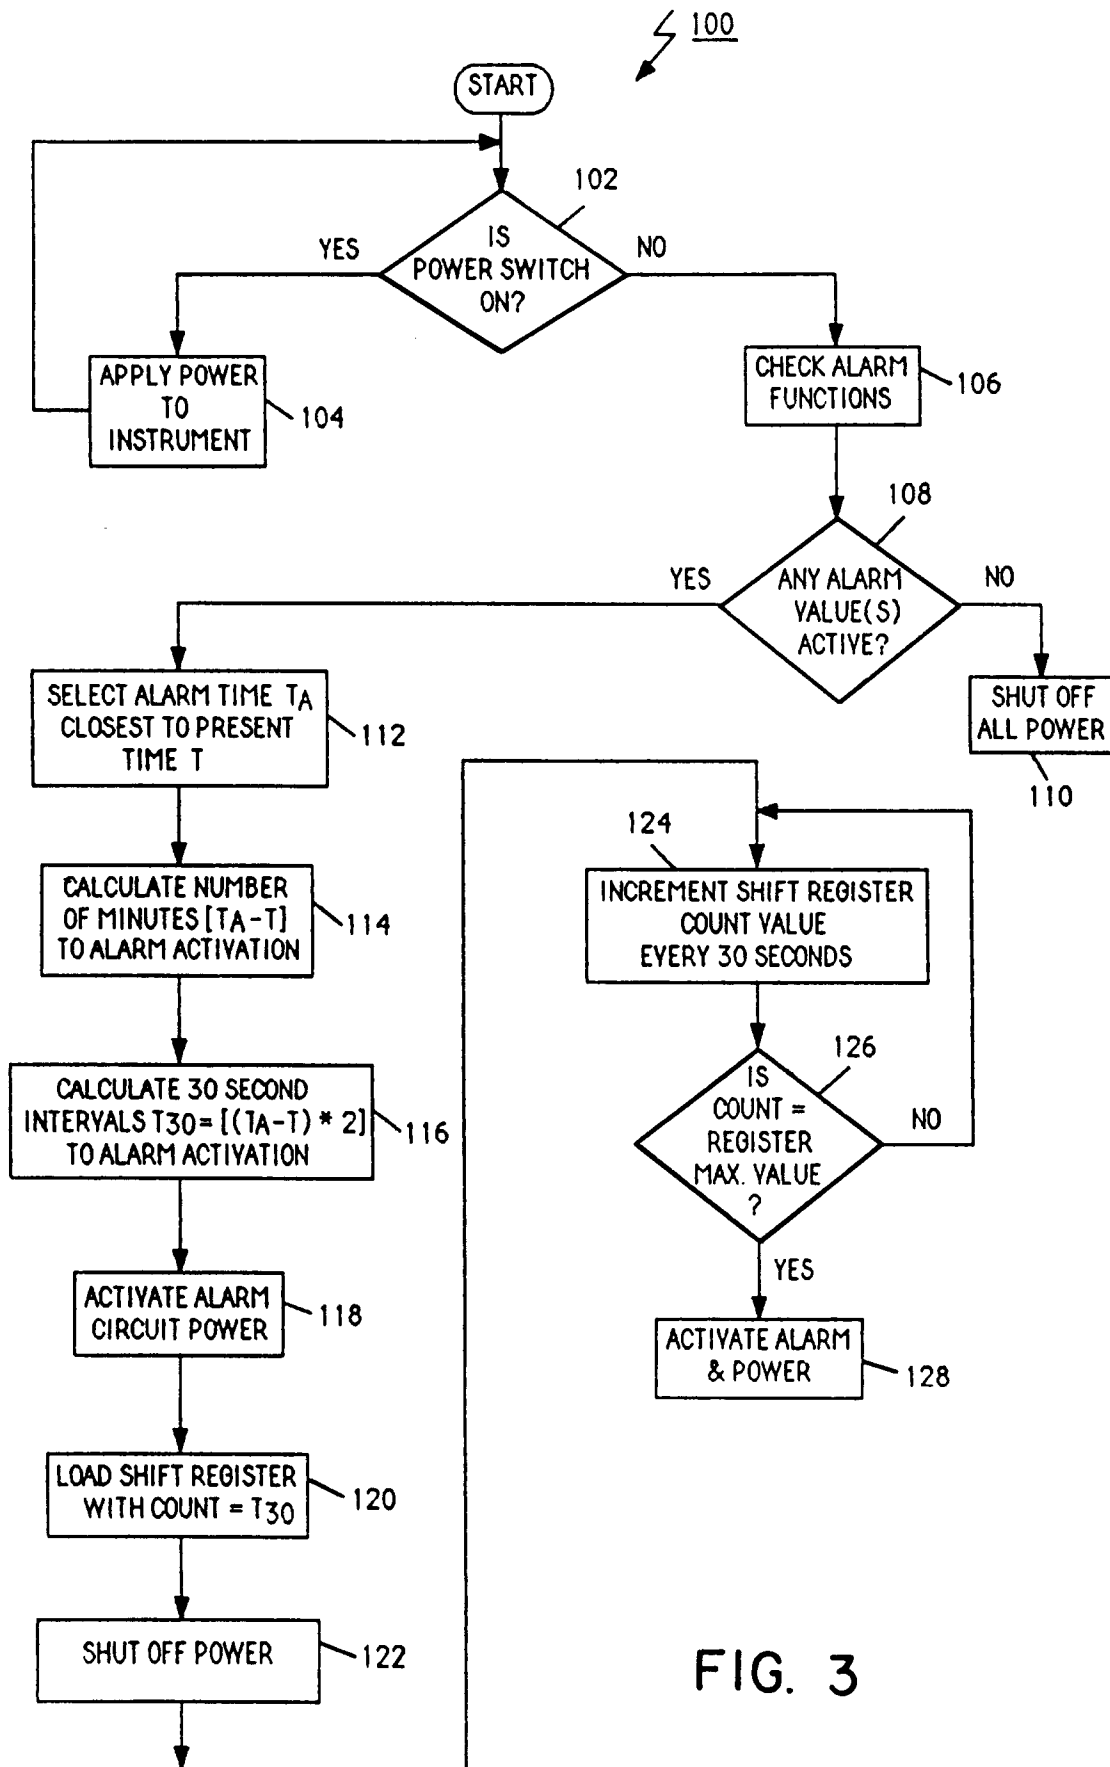 100
START
102
IS
POWER SWITCH
ON?
YES
NO
APPLY POWER
TO
INSTRUMENT
104
CHECK ALARM
FUNCTIONS
106
108
ANY ALARM
VALUE(S)
ACTIVE?
YES
NO
SHUT OFF
ALL POWER
110
SELECT ALARM TIME TA
CLOSEST TO PRESENT
TIME T
112
CALCULATE NUMBER
OF MINUTES [TA-T]
TO ALARM ACTIVATION
114
CALCULATE 30 SECOND
INTERVALS T30=[(TA-T) * 2]
TO ALARM ACTIVATION
116
ACTIVATE ALARM
CIRCUIT POWER
118
LOAD SHIFT REGISTER
WITH COUNT = T30
120
SHUT OFF POWER
122
124
INCREMENT SHIFT REGISTER
COUNT VALUE
EVERY 30 SECONDS
126
IS
COUNT =
REGISTER
MAX. VALUE
?
NO
YES
ACTIVATE ALARM
& POWER
128
FIG. 3